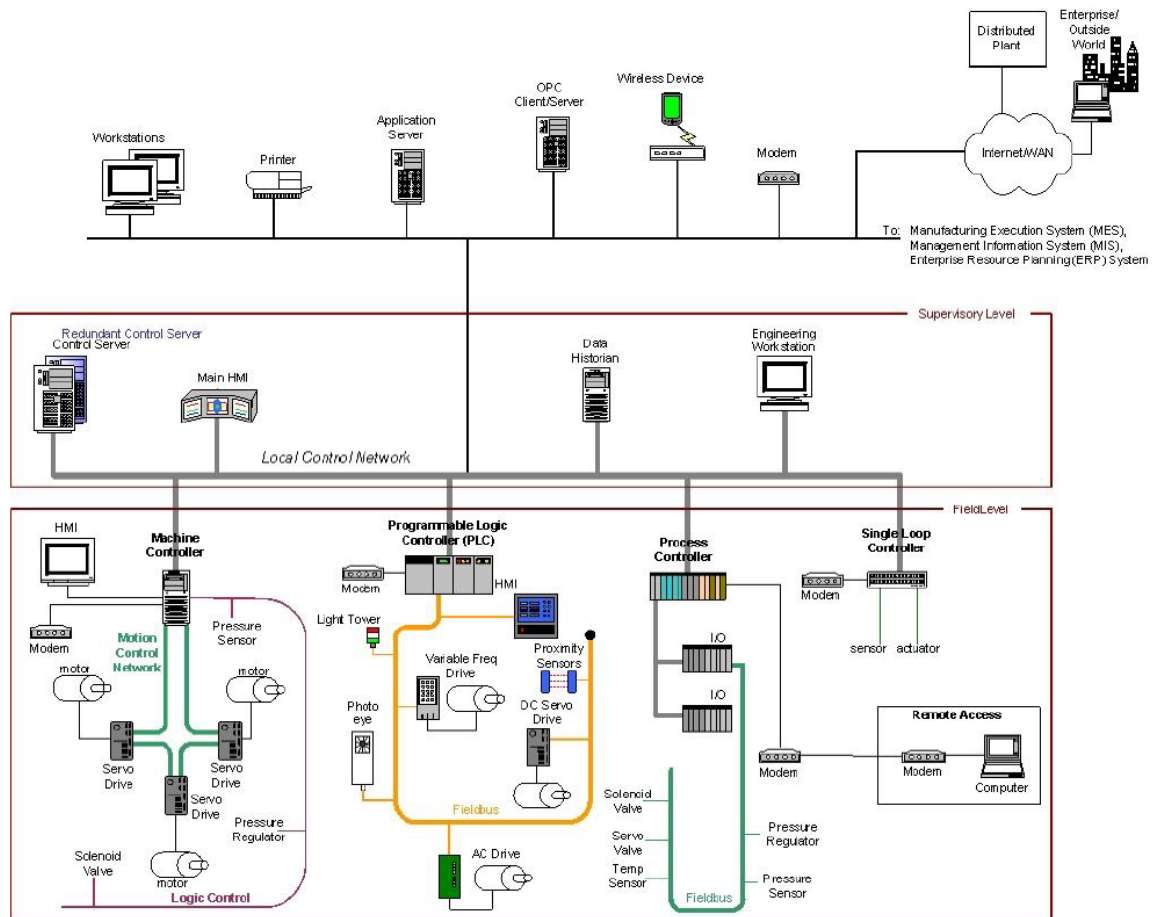 Distributed
Plant
Enterprise/
Outside
World
Wireless Device
OPC
Client/Server
Application
Server
Workstations
Printer
Modem
Internet/WAN
To: Manufacturing Execution System (MES),
Management Information System (MIS),
Enterprise Resource Planning(ERP) System
Supervisory Level
Redundant Control Server
Control Server
Main HMI
Data
Historian
Engineering
Workstation
Local Control Network
FieldLevel
HMI
Machine
Controller
Programmable Logic
Controller (PLC)
Process
Controller
Single Loop
Controller
Modem
HMI
Modem
Light Tower
Pressure
Sensor
Modem
Motion
Control
Network
motor
motor
Variable Freq
Drive
Proximity
Sensors
I/O
I/O
sensor
actuator
Photo
eye
DC Servo
Drive
Remote Access
Servo
Drive
Servo
Drive
Servo
Drive
Modem
Modem
Computer
Fieldbus
Solenoid
Valve
Pressure
Regulator
Servo
Valve
Pressure
Regulator
Solenoid
Valve
motor
AC Drive
Temp
Sensor
Pressure
Sensor
Logic Control
Fieldbus